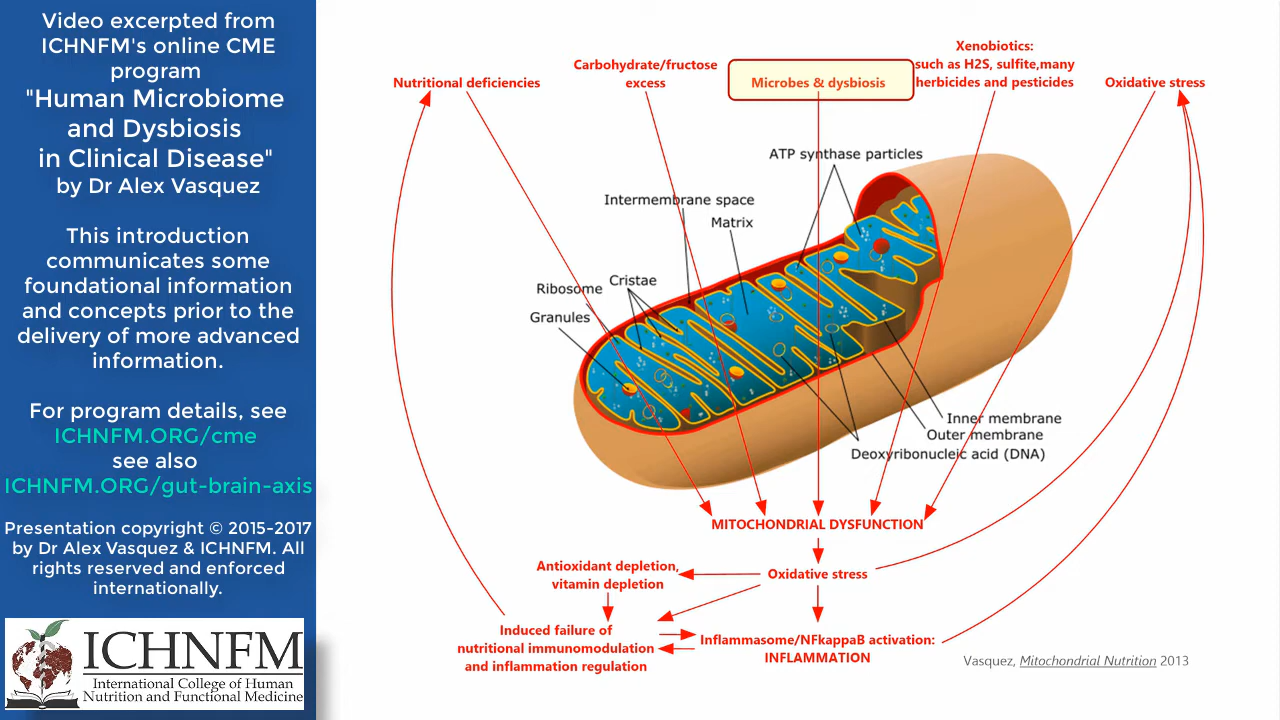 Video excerpted from
ICHNFM's online CME
program
"Human Microbiome
and Dysbiosis
in Clinical Disease"
by Dr Alex Vasquez
This introduction
communicates some
foundational information
and concepts prior to the
delivery of more advanced
information.
For program details, see
ICHNFM.ORG/cme
see also
ICHNFM.ORG/gut-brain-axis
Presentation copyright © 2015-2017
by Dr Alex Vasquez & ICHNFM. All
rights reserved and enforced
internationally.
ICHNFM
International College of Human
Nutrition and Functional Medicine
Nutritional deficiencies
Carbohydrate/fructose
excess
Microbes & dysbiosis
Xenobiotics:
such as H2S, sulfite,many
herbicides and pesticides
Oxidative stress
ATP synthase particles
Intermembrane space
Matrix
Cristae
Ribosome
Granules
Inner membrane
Outer membrane
Deoxyribonucleic acid (DNA)
MITOCHONDRIAL DYSFUNCTION
Antioxidant depletion,
vitamin depletion
Oxidative stress
Induced failure of
nutritional immunomodulation
and inflammation regulation
Inflammasome/NFkappaB activation:
INFLAMMATION
Vasquez, Mitochondrial Nutrition 2013